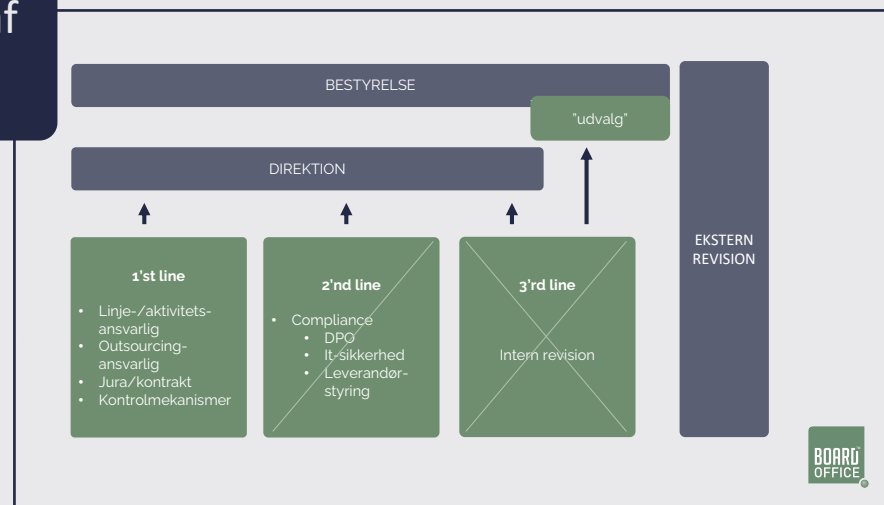 f
BESTYRELSE
"udvalg"
DIREKTION
EKSTERN
REVISION
1'st line
• Linje-/aktivitets-
ansvarlig
• Outsourcing-
ansvarlig
• Jura/kontrakt
• Kontrolmekanismer
2'nd line
• Compliance
• DPO
• It-sikkerhed
• Leverandør-
styring
3'rd line
Intern revision
BOARD
OFFICE